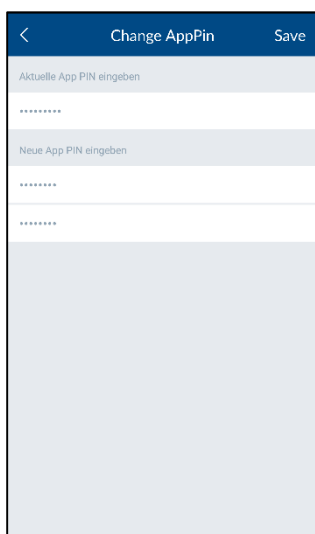 Change AppPin
Save
Aktuelle App PIN eingeben
•••••••••
Neue App PIN eingeben
••••••••
••••••••